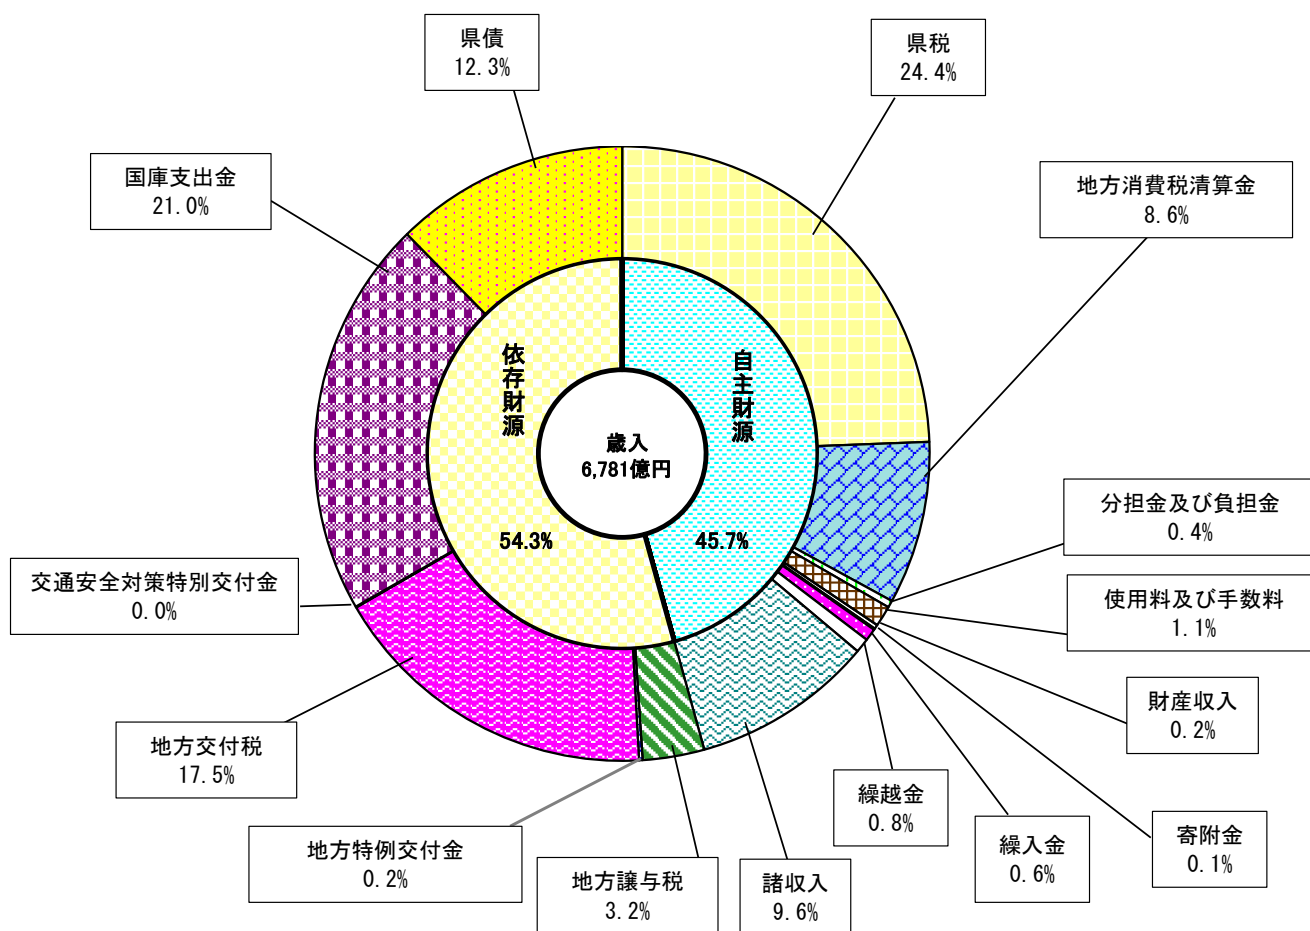 県債
12.3%
県税
24.4%
国庫支出金
21.0%
地方消費税清算金
8.6%
依存財源
自主財源
歳入
6,781億円
54.3%
45.7%
分担金及び負担金
0.4%
交通安全対策特別交付金
0.0%
使用料及び手数料
1.1%
財産収入
0.2%
地方交付税
17.5%
繰越金
0.8%
寄附金
0.1%
繰入金
0.6%
地方特例交付金
0.2%
地方譲与税
3.2%
諸収入
9.6%